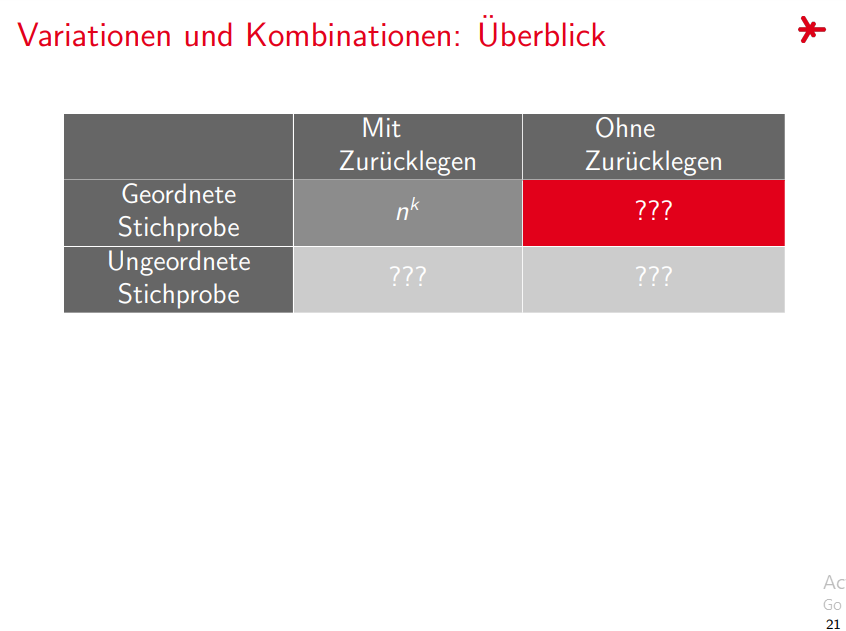 Variationen und Kombinationen: Überblick
Mit
Zurücklegen
Ohne
Zurücklegen
Geordnete
Stichprobe
n^k
???
Ungeordnete
Stichprobe
???
???
Ac
Go
21